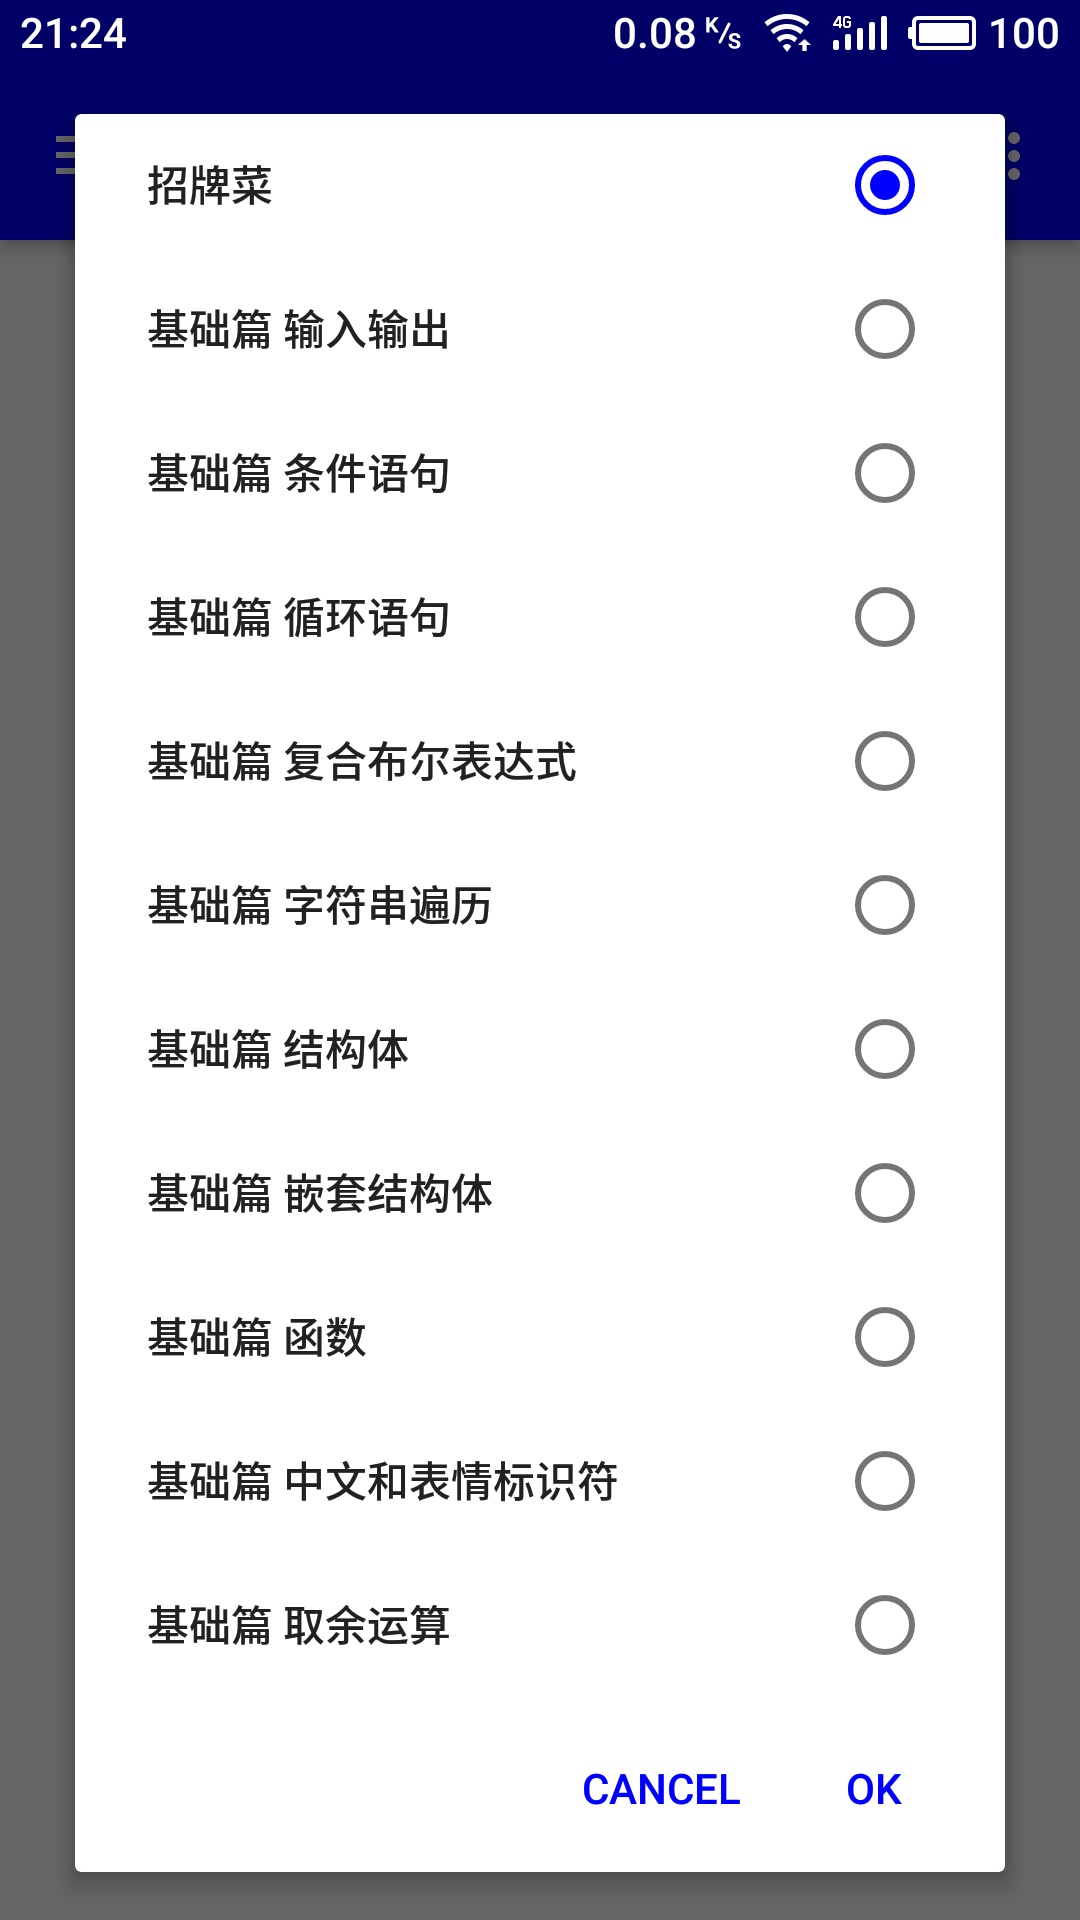 21:24 0.08 K/S 4G 100
招牌菜
基础篇 输入输出
基础篇 条件语句
基础篇 循环语句
基础篇 复合布尔表达式
基础篇 字符串遍历
基础篇 结构体
基础篇 嵌套结构体
基础篇 函数
基础篇 中文和表情标识符
基础篇 取余运算
CANCEL OK